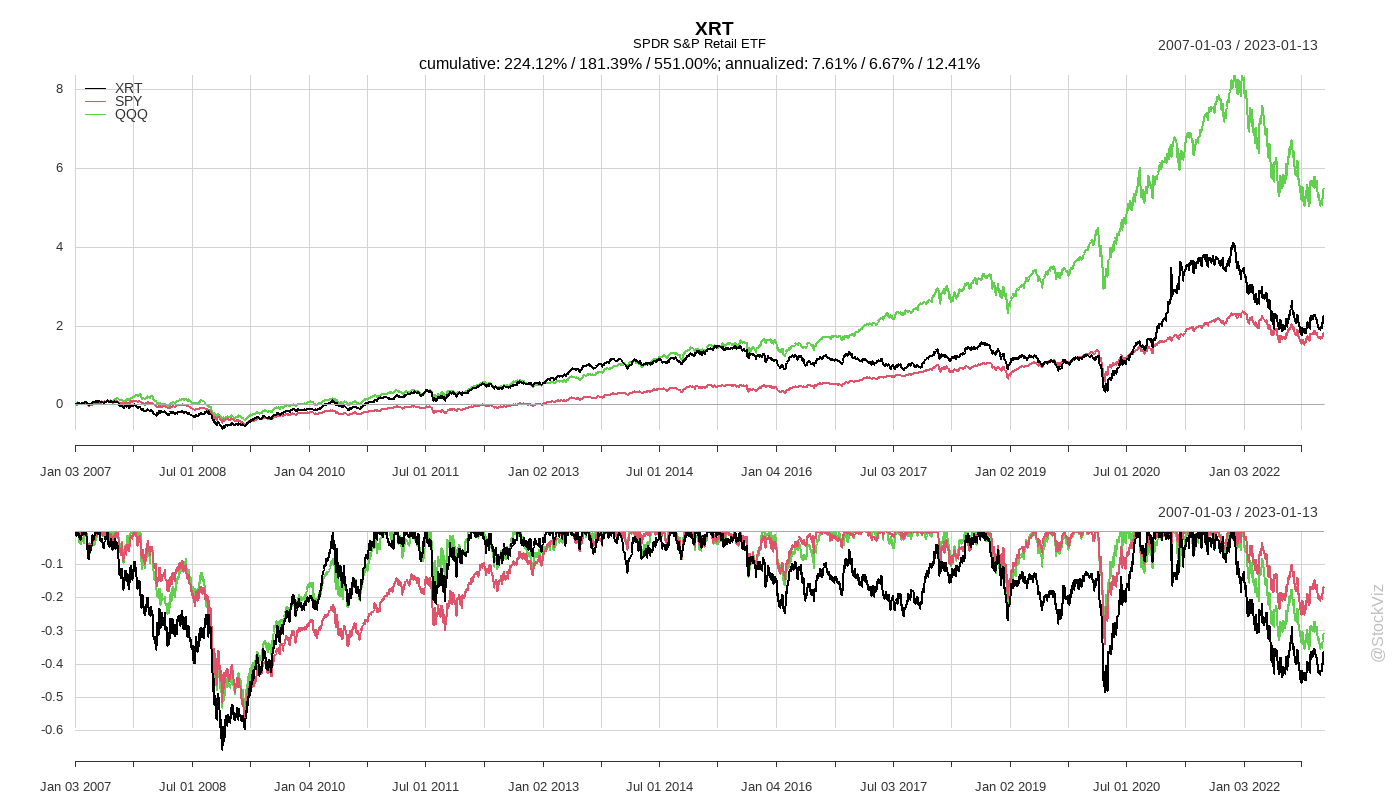 XRT
SPDR S&P Retail ETF
2007-01-03 / 2023-01-13
cumulative: 224.12% / 181.39% / 551.00%; annualized: 7.61% / 6.67% / 12.41%
XRT
SPY
QQQ
8
6
4
2
0
Jan 03 2007 Jul 01 2008 Jan 04 2010 Jul 01 2011 Jan 02 2013 Jul 01 2014 Jan 04 2016 Jul 03 2017 Jan 02 2019 Jul 01 2020 Jan 03 2022
2007-01-03 / 2023-01-13
-0.1
-0.2
-0.3
-0.4
-0.5
-0.6
Jan 03 2007 Jul 01 2008 Jan 04 2010 Jul 01 2011 Jan 02 2013 Jul 01 2014 Jan 04 2016 Jul 03 2017 Jan 02 2019 Jul 01 2020 Jan 03 2022
@StockViz